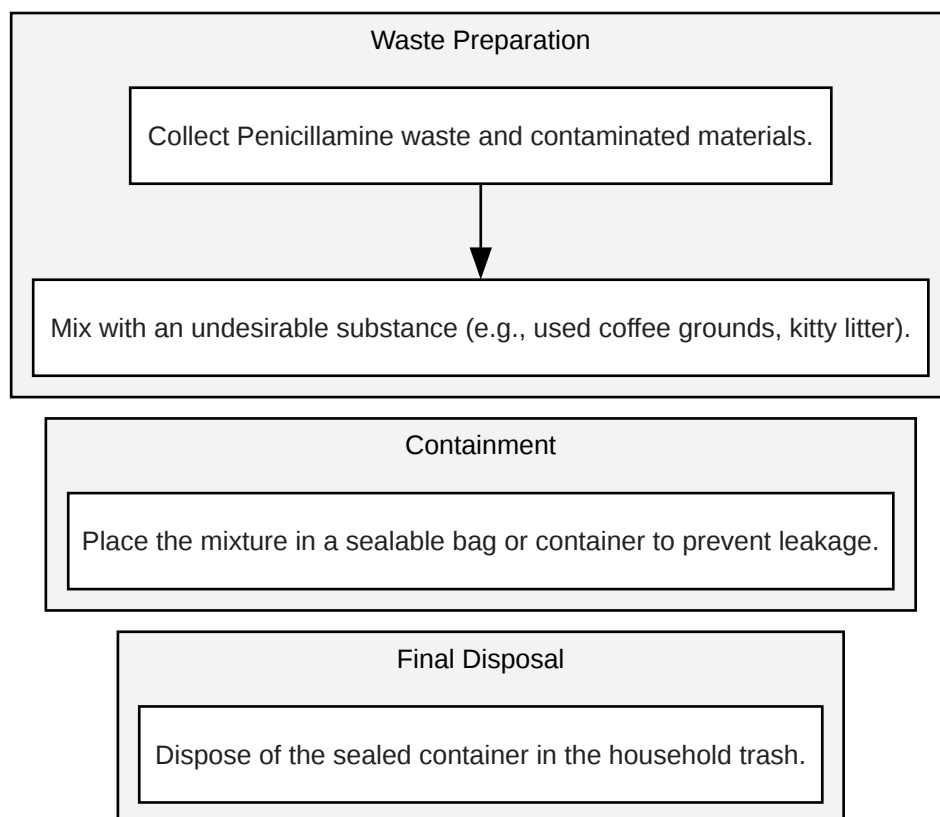 Waste Preparation
Collect Penicillamine waste and contaminated materials.
Mix with an undesirable substance (e.g., used coffee grounds, kitty litter).
Containment
Place the mixture in a sealable bag or container to prevent leakage.
Final Disposal
Dispose of the sealed container in the household trash.